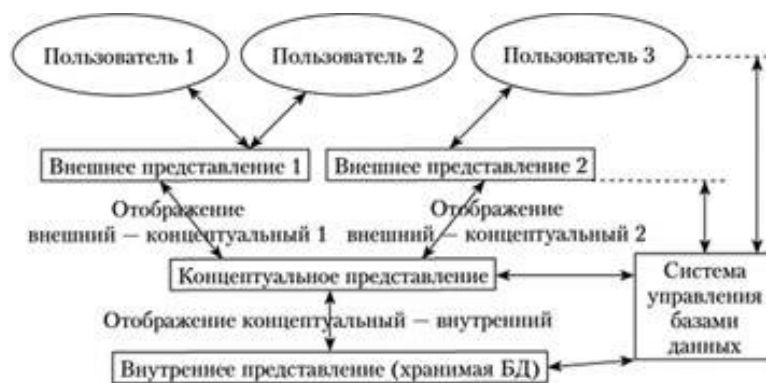 Пользователь 1
Пользователь 2
Пользователь 3
Внешнее представление 1
Внешнее представление 2
Отображение
внешний — концептуальный 1
Отображение
внешний — концептуальный 2
Концептуальное представление
Система
управления
базами
данных
Отображение концептуальный — внутренний
Внутреннее представление (хранимая БД)